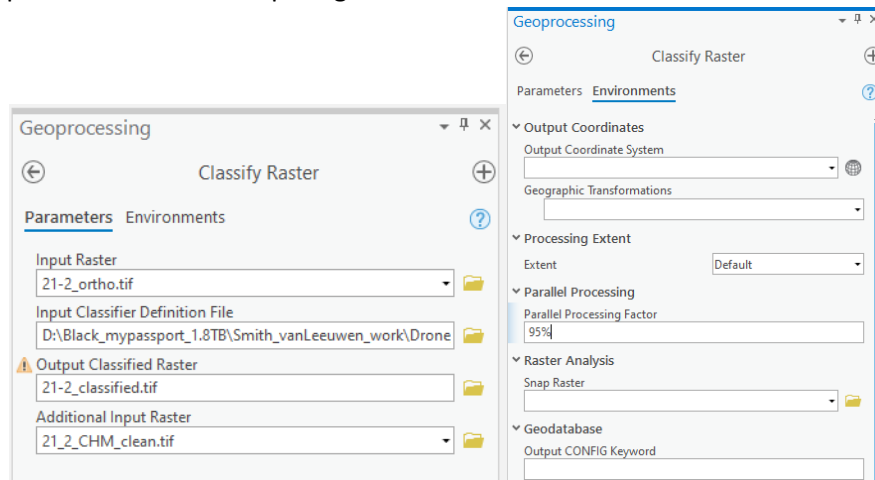 Geoprocessing
Classify Raster
Parameters Environments
Input Raster
21-2_ortho.tif
Input Classifier Definition File
D:\Black_mypassport_1.8TB\Smith_vanLeeuwen_work\Drone
Output Classified Raster
21-2_classified.tif
Additional Input Raster
21_2_CHM_clean.tif
Geoprocessing
Classify Raster
Parameters Environments
Output Coordinates
Output Coordinate System
Geographic Transformations
Processing Extent
Extent Default
Parallel Processing
Parallel Processing Factor
95%
Raster Analysis
Snap Raster
Geodatabase
Output CONFIG Keyword